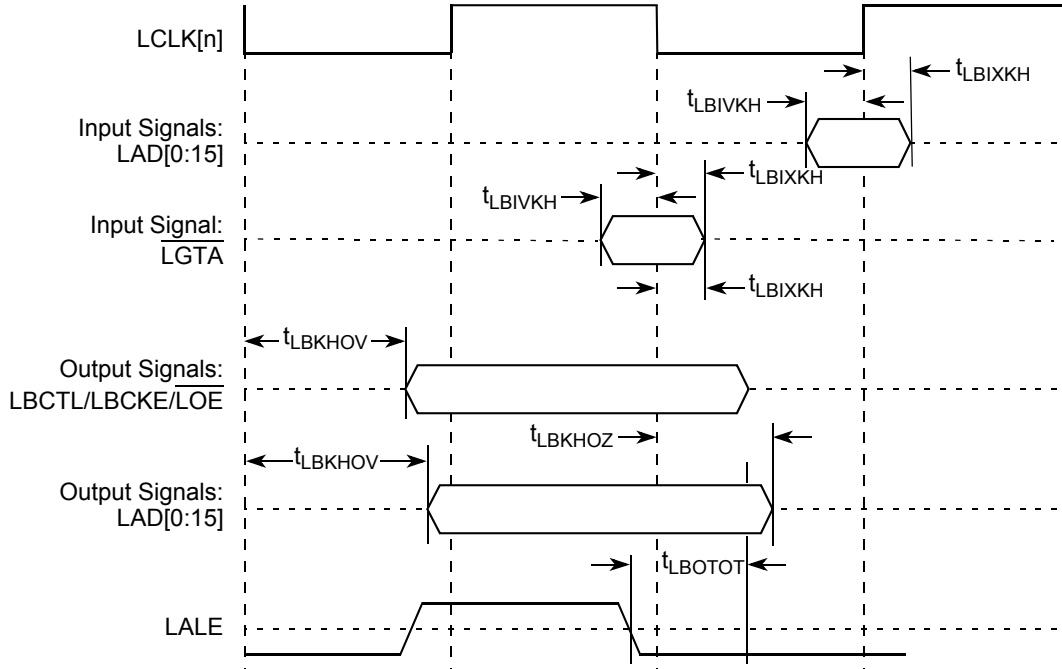 LCLK[n]
tLBIXKH
tLBIVKH
Input Signals:
LAD[0:15]
tLBIXKH
tLBIVKH
Input Signal:
LGTA
tLBIXKH
tLBKHOV
Output Signals:
LBCTL/LBCKE/LOE
tLBKHOZ
tLBKHOV
Output Signals:
LAD[0:15]
tLBOTOT
LALE